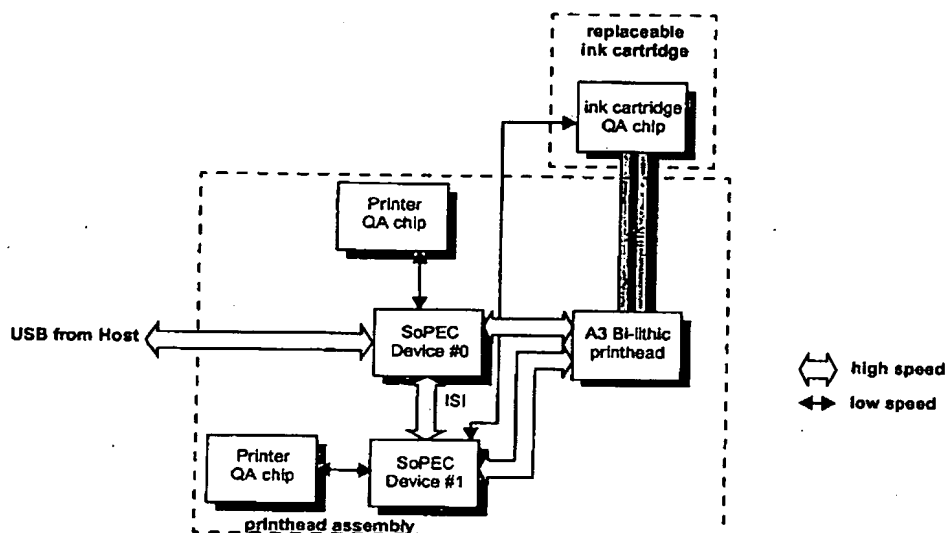 replaceable
ink cartridge
ink cartridge
QA chip
Printer
QA chip
USB from Host
SoPEC
Device #0
A3 Bi-lithic
printhead
high speed
low speed
ISI
Printer
QA chip
SoPEC
Device #1
printhead assembly